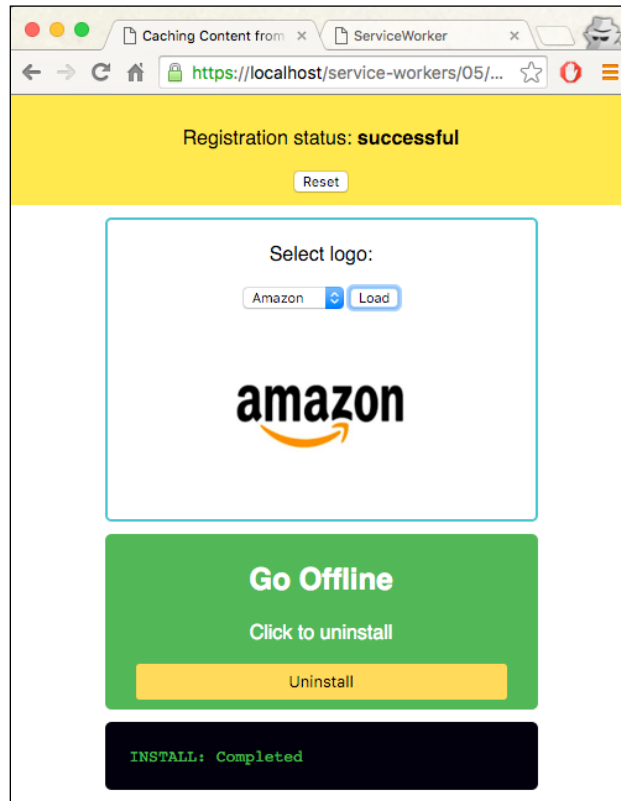 Caching Content from
ServiceWorker
https://localhost/service-workers/05/...
Registration status: successful
Reset
Select logo:
Amazon
Load
amazon
Go Offline
Click to uninstall
Uninstall
INSTALL: Completed